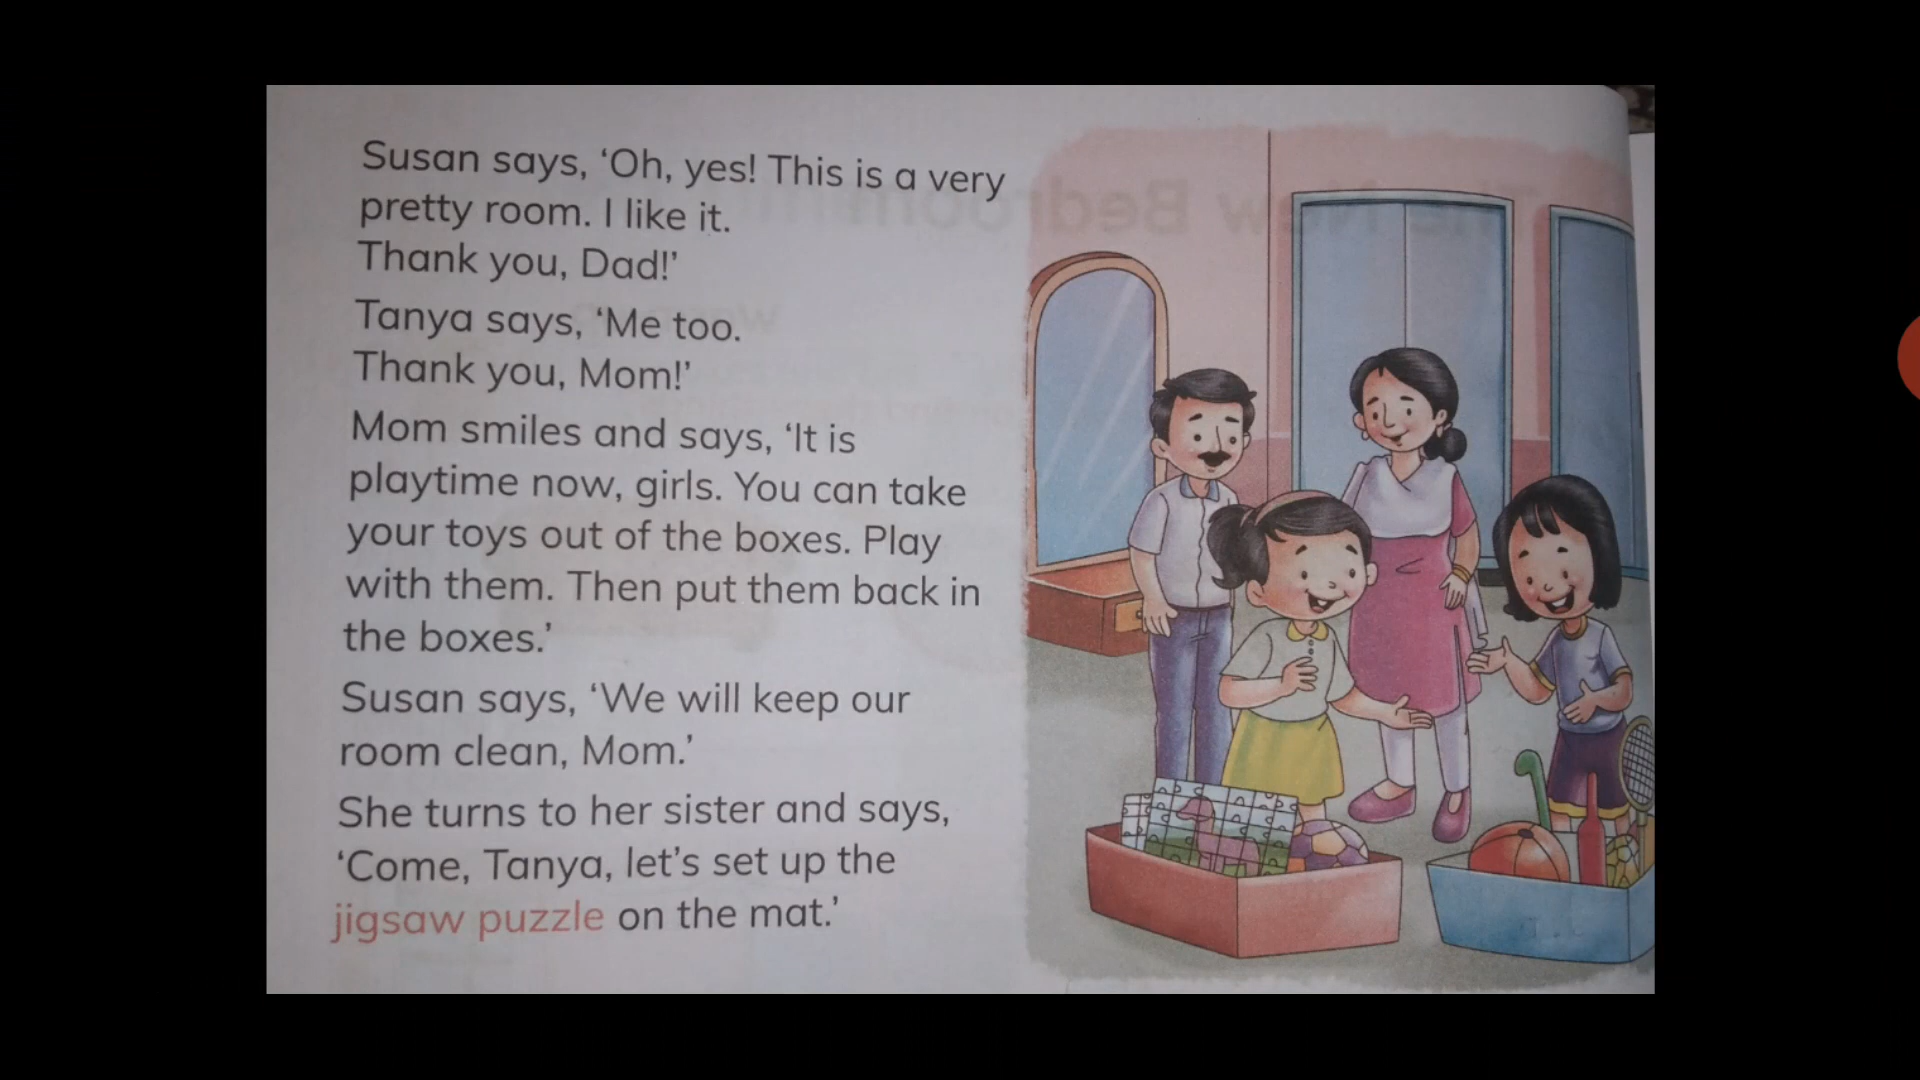 Susan says, ‘Oh, yes! This is a very
pretty room. I like it.
Thank you, Dad!’
Tanya says, ‘Me too.
Thank you, Mom!’
Mom smiles and says, ‘It is
playtime now, girls. You can take
your toys out of the boxes. Play
with them. Then put them back in
the boxes.’
Susan says, ‘We will keep our
room clean, Mom.’
She turns to her sister and says,
‘Come, Tanya, let’s set up the
jigsaw puzzle on the mat.’